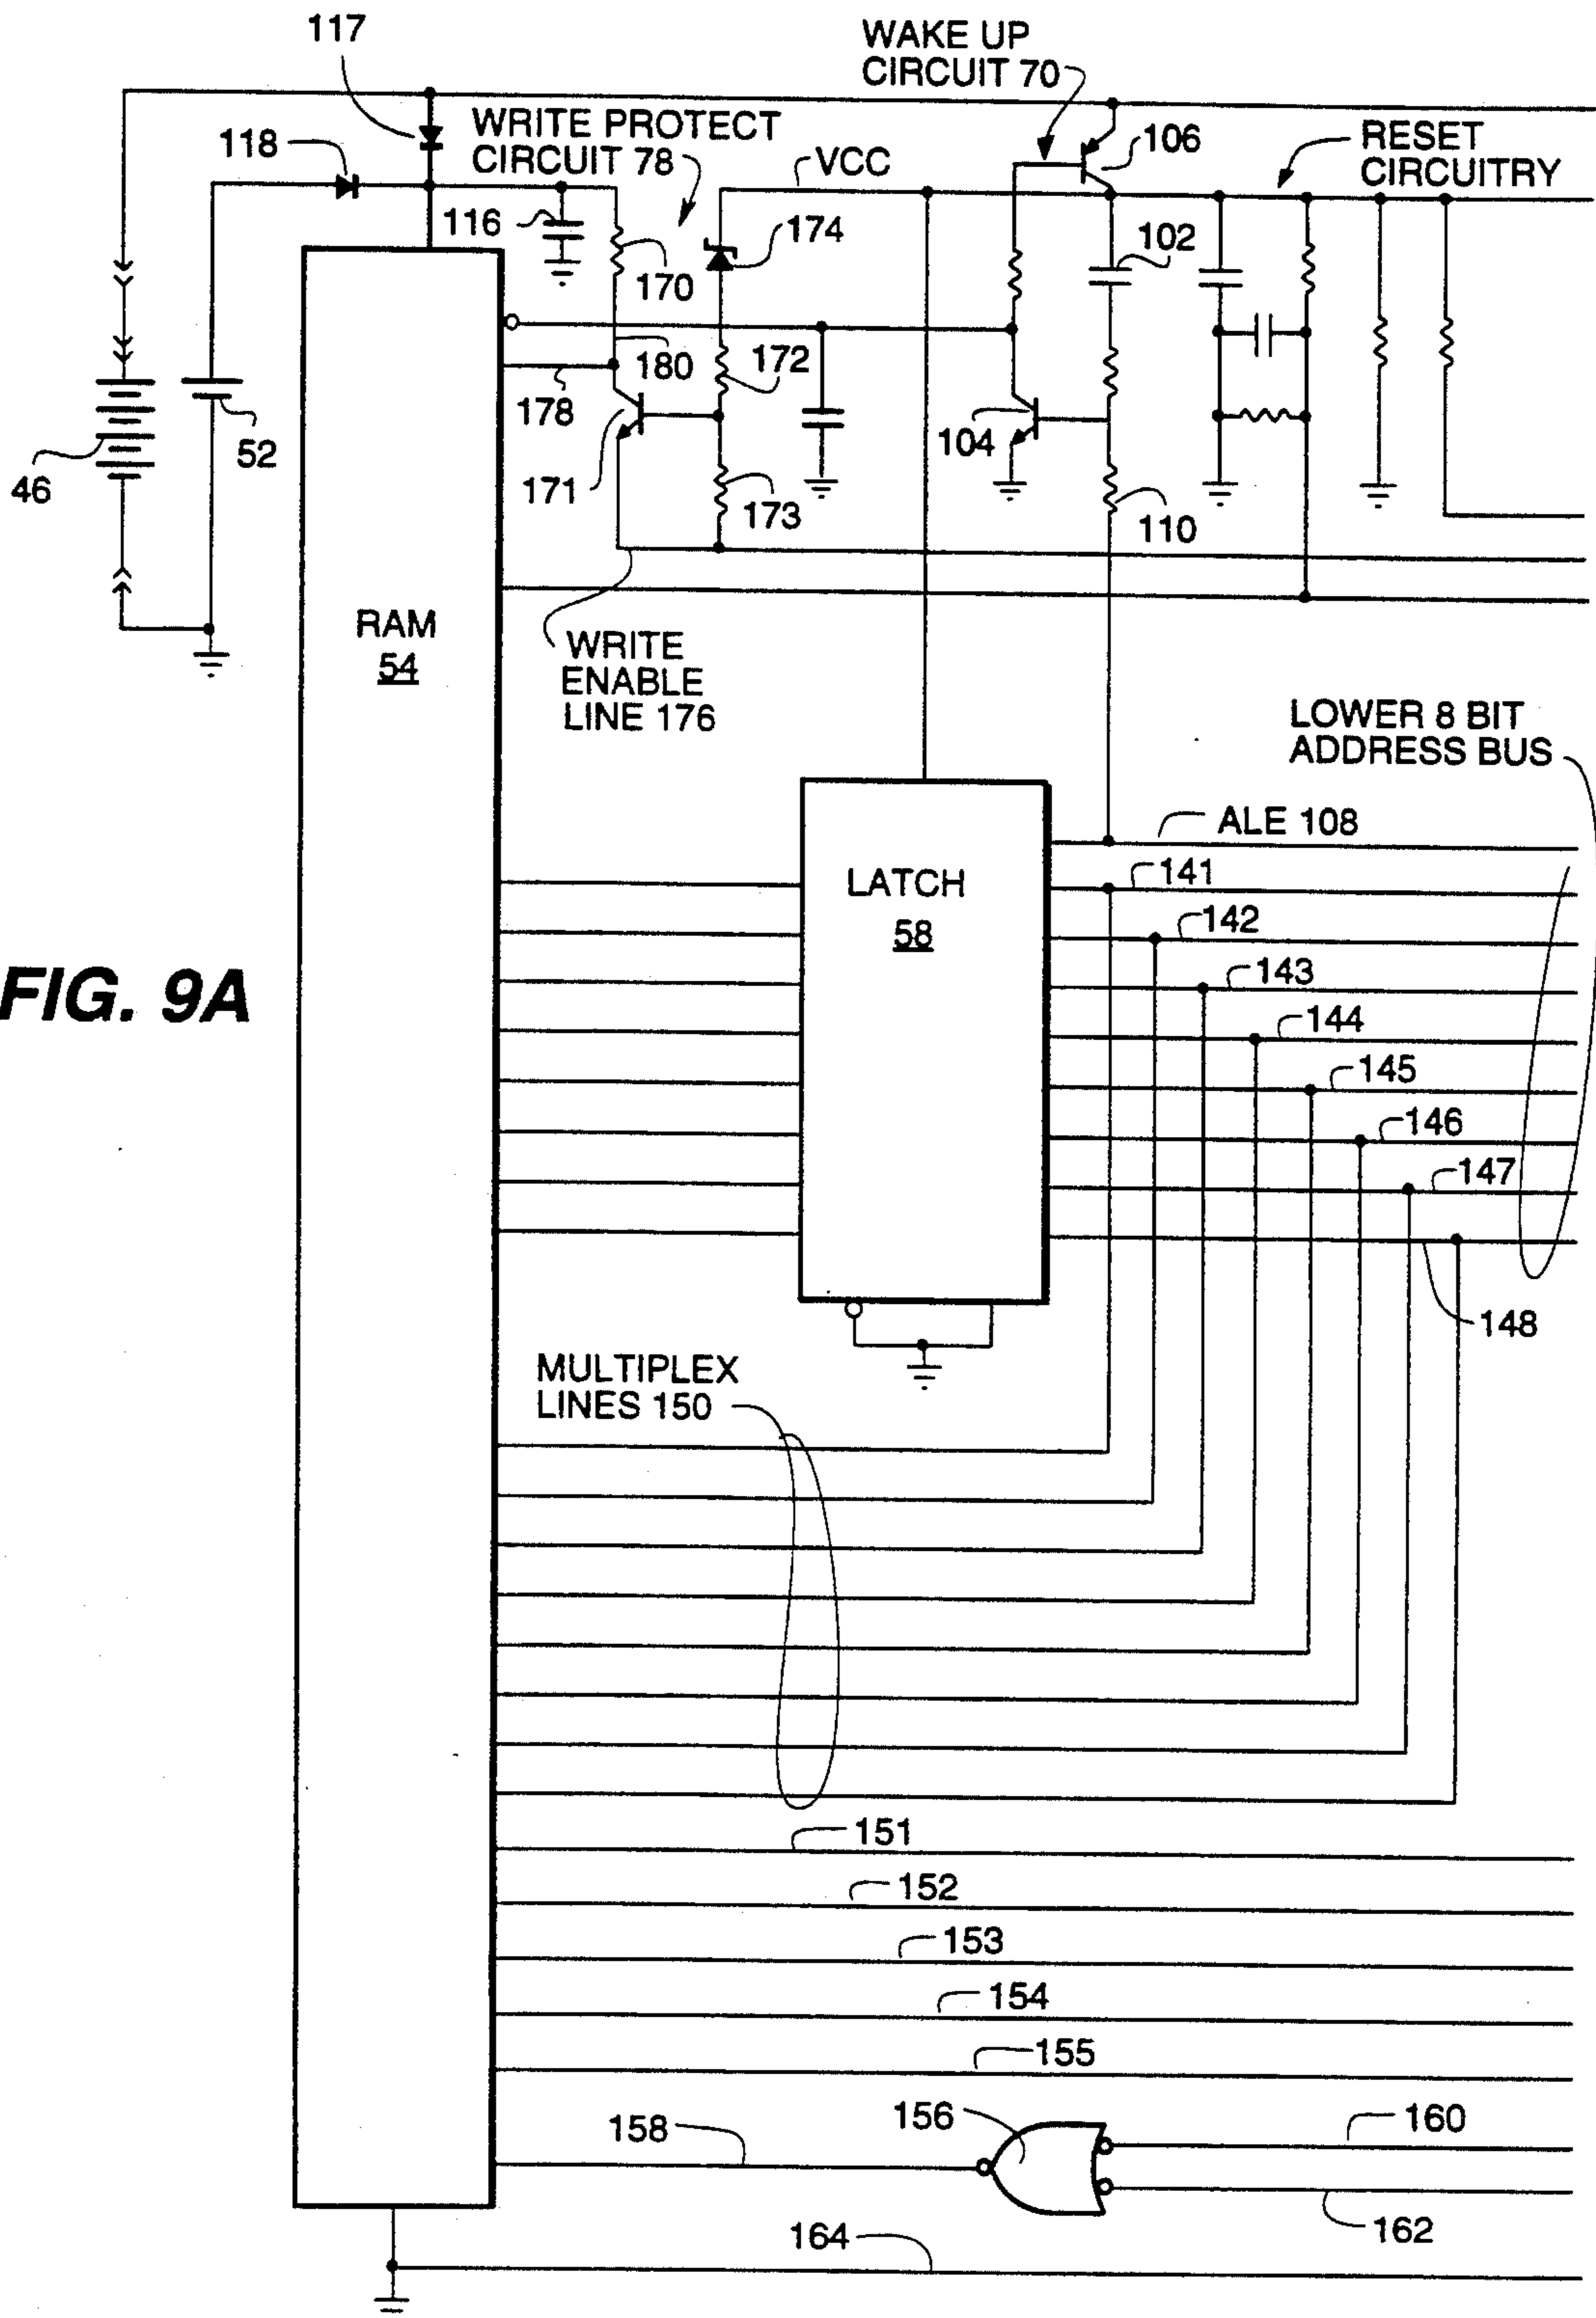 117
WAKE UP
CIRCUIT 70
118
WRITE PROTECT
CIRCUIT 78
VCC
106
RESET
CIRCUITRY
116
170
174
102
180
172
178
104
46
52
171
173
110
RAM
54
WRITE
ENABLE
LINE 176
LOWER 8 BIT
ADDRESS BUS
ALE 108
LATCH
58
141
142
143
144
145
146
147
148
FIG. 9A
MULTIPLEX
LINES 150
151
152
153
154
155
156
158
160
162
164